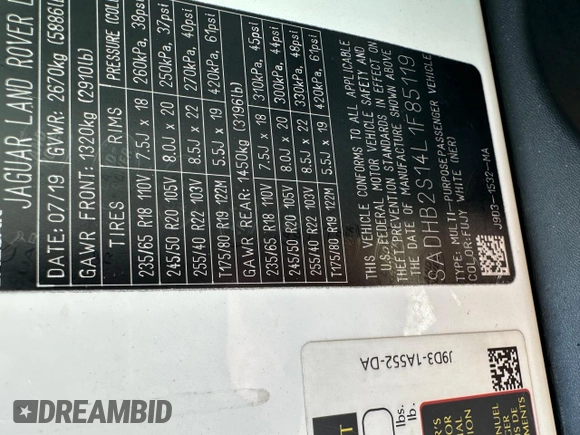 JAGUAR LAND ROVER L
DATE: 07/19 GVWR: 2670kg (5886l
GAWR FRONT: 1320kg (2910lb)
TIRES RIMS PRESSURE (COL
235/65 R18 110V 7.5J x 18 260kPa, 38psi
245/50 R20 105V 8.0J x 20 250kPa, 37psi
255/40 R22 103V 8.5J x 22 270kPa, 40psi
T175/80 R19 122M 5.5J x 19 420kPa, 61psi
GAWR REAR: 1450kg (3196lb)
235/65 R18 110V 7.5J x 18 310kPa, 45psi
245/50 R20 105V 8.0J x 20 300kPa, 44psi
255/40 R22 103V 8.5J x 22 330kPa, 48psi
T175/80 R19 122M 5.5J x 19 420kPa, 61psi
THIS VEHICLE CONFORMS TO ALL APPLICABLE
U.S. FEDERAL MOTOR VEHICLE SAFETY AND
THEFT PREVENTION STANDARDS IN EFFECT ON
THE DATE OF MANUFACTURE SHOWN ABOVE
SADHB2S14L1F85119
TYPE: MULTI-PURPOSE PASSENGER VEHICLE
COLOR: FUJY WHITE (NER)
J9D3-1532-MA
J9D3-1A552-DA
lbs.
DREAMBID